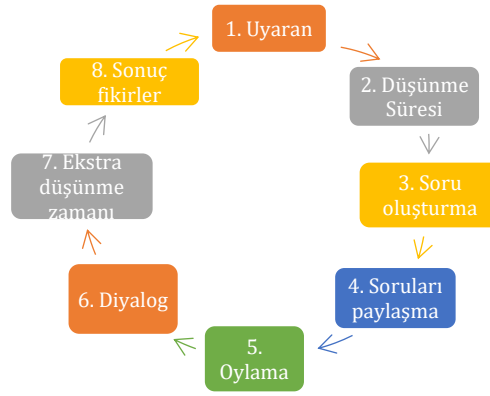 1. Uyaran
2. Düşünme
Süresi
3. Soru
oluşturma
4. Soruları
paylaşma
5.
Oylama
6. Diyalog
7. Ekstra
düşünme
zamanı
8. Sonuç
fikirler